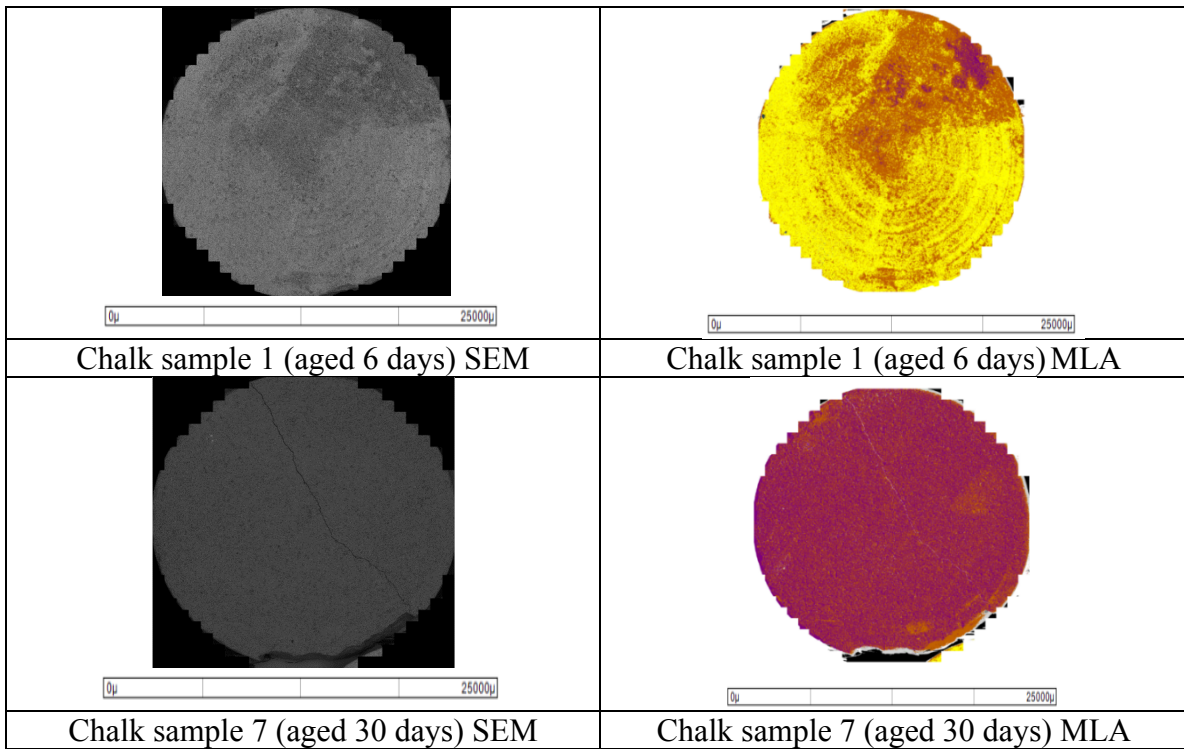 0µ 25000µ
0µ 25000µ
Chalk sample 1 (aged 6 days) SEM
Chalk sample 1 (aged 6 days) MLA
0µ 25000µ
0µ 25000µ
Chalk sample 7 (aged 30 days) SEM
Chalk sample 7 (aged 30 days) MLA